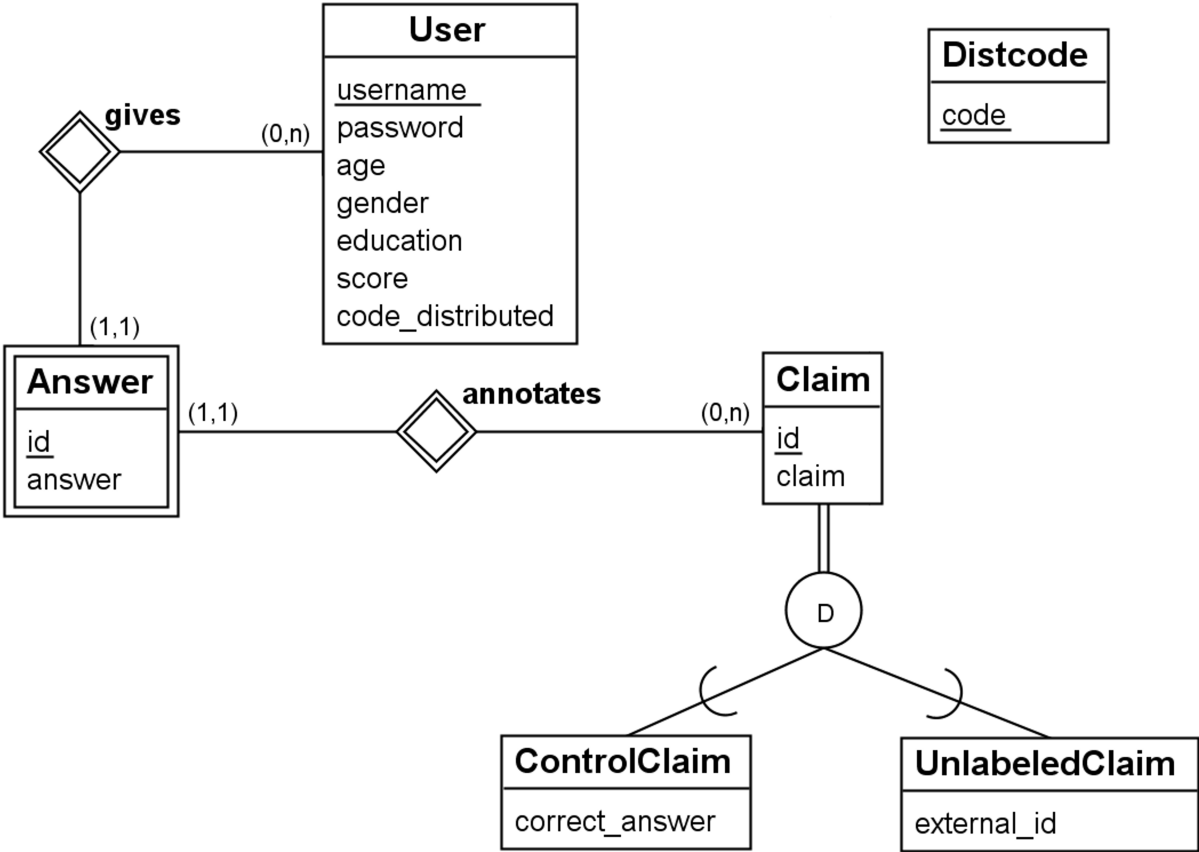 User
username
password
age
gender
education
score
code_distributed
Distcode
code
gives
(0,n)
(1,1)
Answer
id
answer
(1,1)
annotates
(0,n)
Claim
id
claim
D
ControlClaim
correct_answer
UnlabeledClaim
external_id